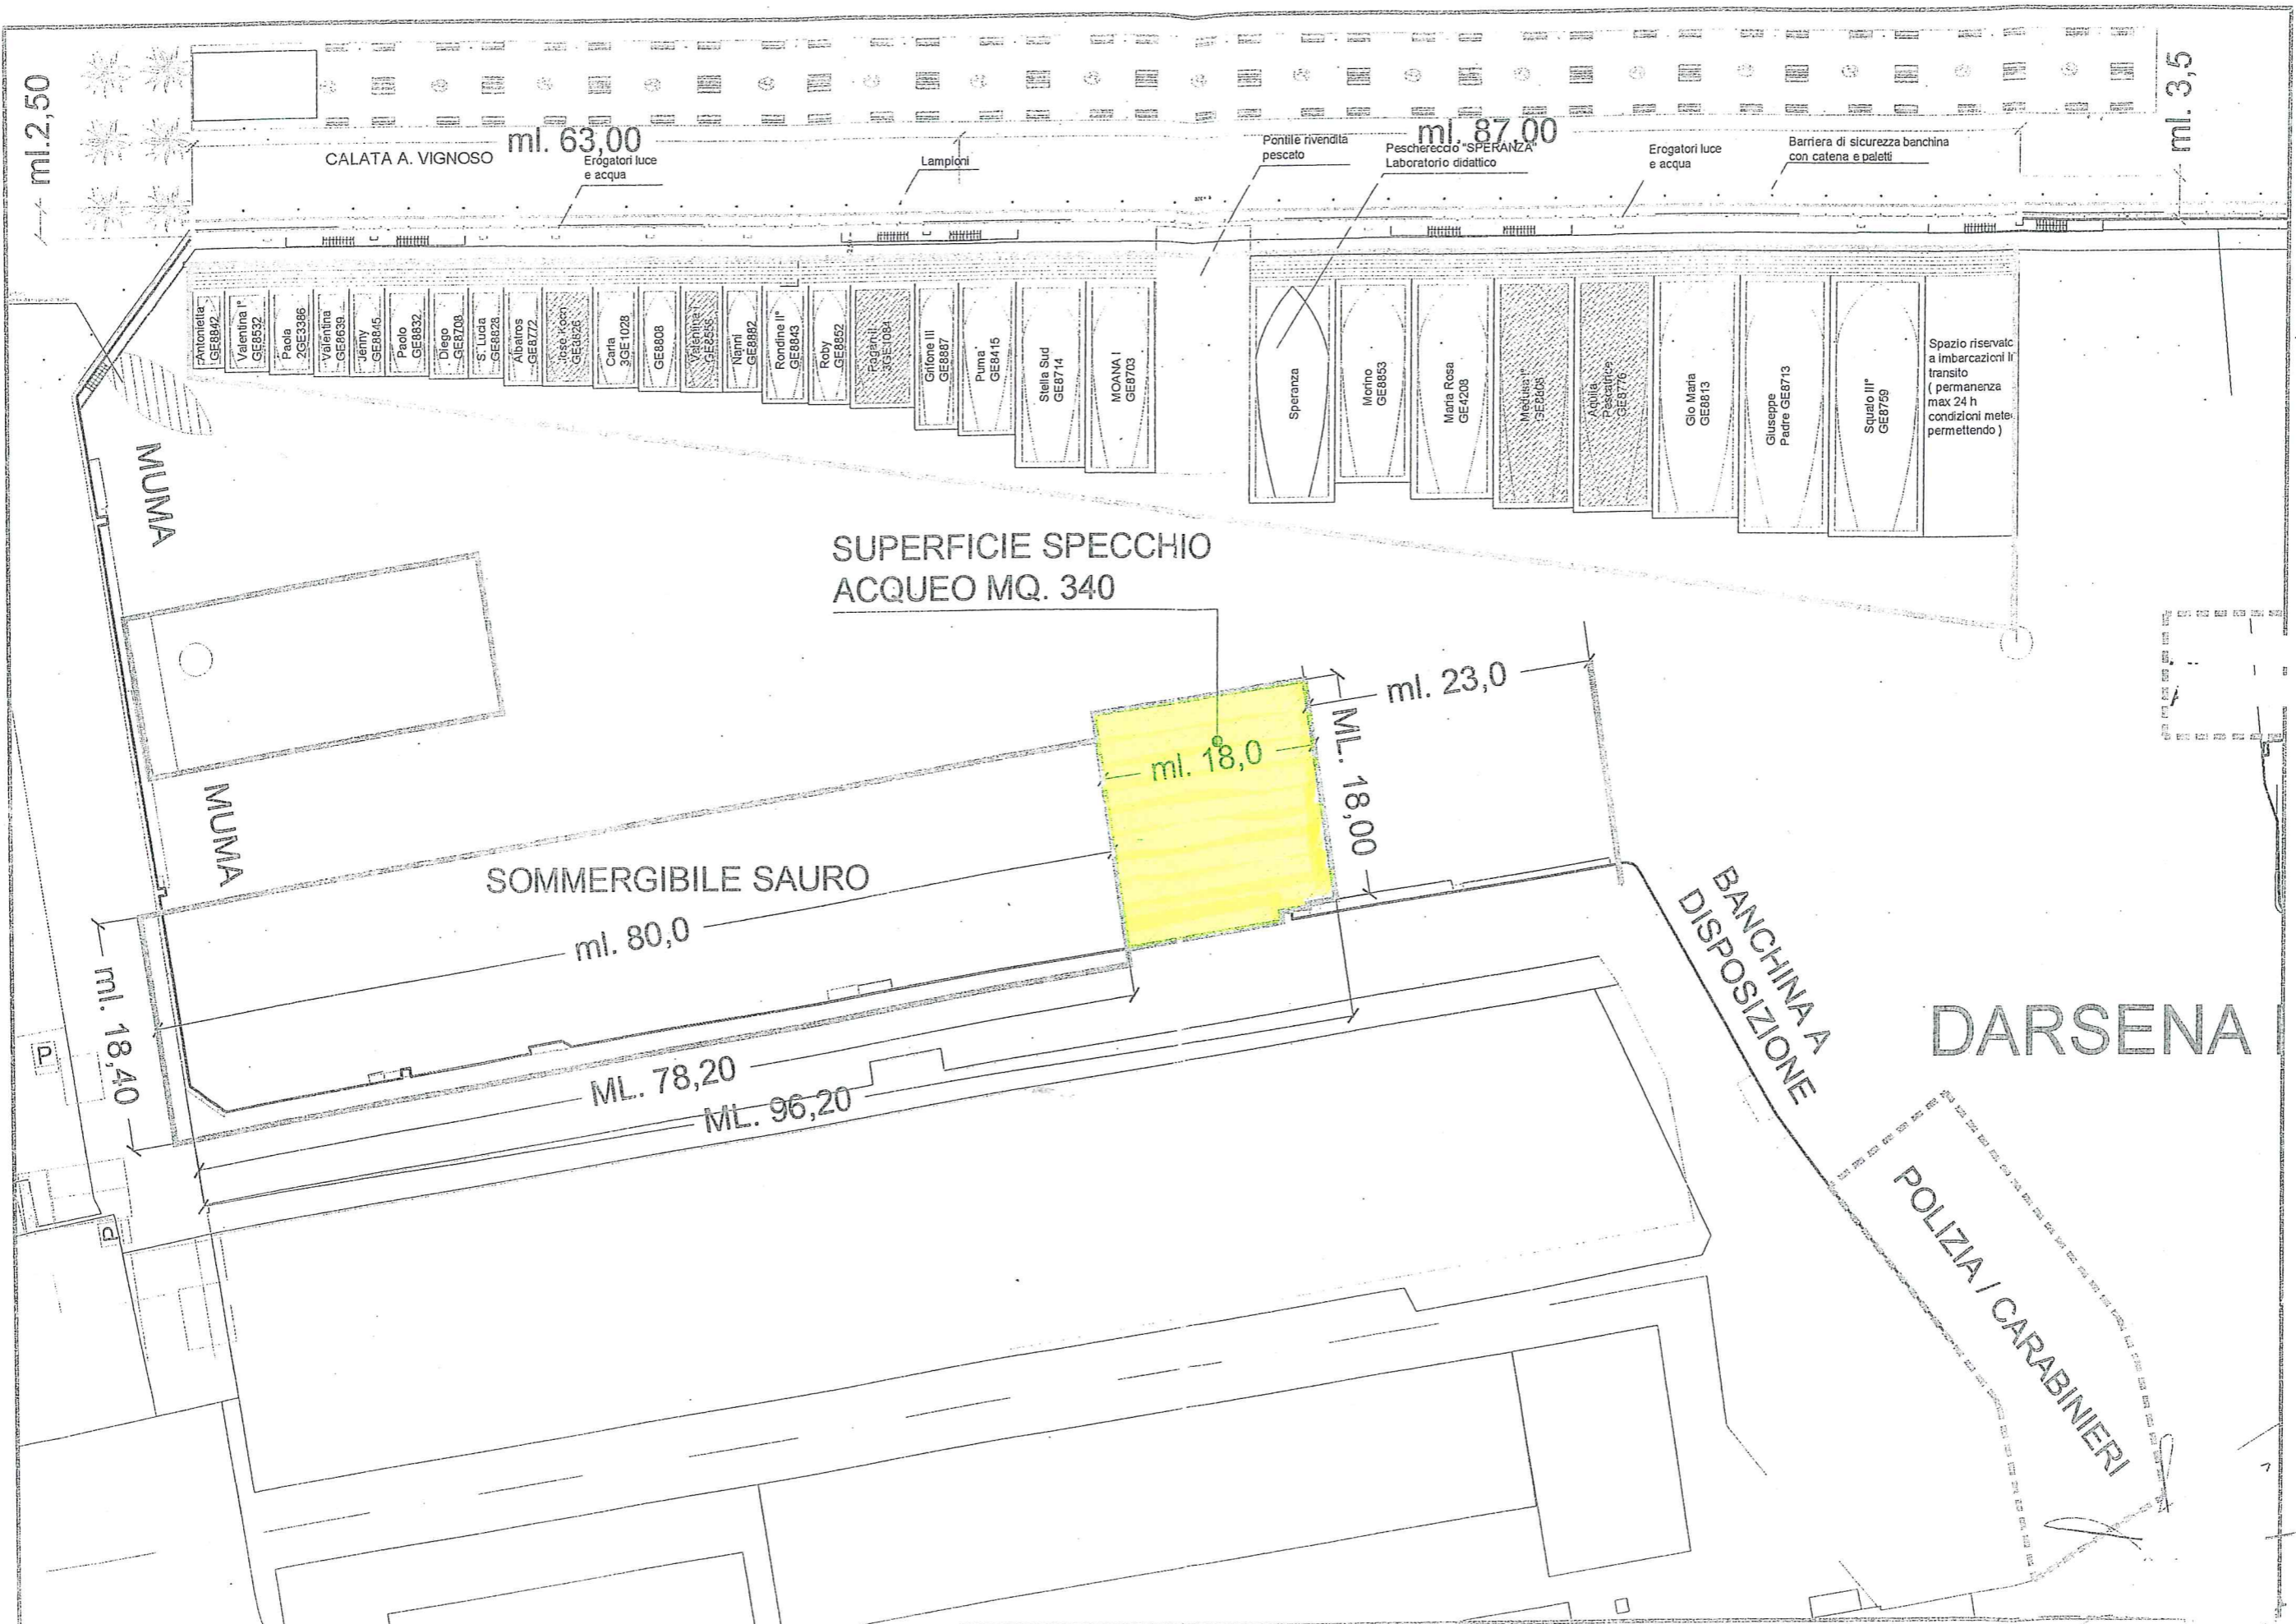 ml.2,50
ml. 63,00
CALATA A. VIGNOSO
Erogatori luce
e acqua
Lampioni
Pontile rivendita
pescato
ml. 87,00
Peschereccio "SPERANZA"
Laboratorio didattico
Erogatori luce
e acqua
Barriera di sicurezza banchina
con catena e paletti
ml. 3,5
Antonietta
GE8842
Valentina I°
GE8532
Paola
2GE3386
Valentina
GE8639
Jenny
GE8845
Paolo
GE8832
Diego
GE8708
S. Lucia
GE8828
Albatros
GE8772
Carla
3GE1028
GE8808
Nanni
GE8882
Rondine II°
GE8843
Roby
GE8852
3GE1084
Grifone III
GE8887
Puma
GE8415
Stella Sud
GE8714
MOANA I
GE8703
Speranza
Morino
GE8853
Maria Rosa
GE4208
Aquila
Pescatrice
GE8776
Gio Maria
GE8813
Giuseppe
Padre GE8713
Squalo III°
GE8759
Spazio riservato
a imbarcazioni in
transito
( permanenza
max 24 h
condizioni meteo
permettendo )
MUMA
SUPERFICIE SPECCHIO
ACQUEO MQ. 340
ml. 23,0
ml. 18,0
ML. 18,00
MUMA
SOMMERGIBILE SAURO
ml. 80,0
ml. 18,40
P
ML. 78,20
ML. 96,20
BANCHINA A
DISPOSIZIONE
DARSENA
P
POLIZIA / CARABINIERI